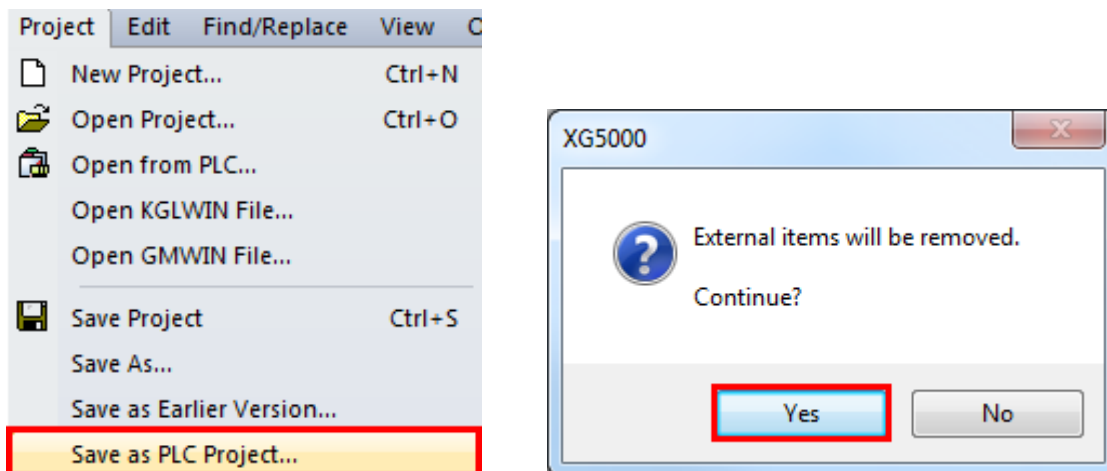 Project Edit Find/Replace View
New Project... Ctrl+N
Open Project... Ctrl+O
Open from PLC...
Open KGLWIN File...
Open GMWIN File...
Save Project Ctrl+S
Save As...
Save as Earlier Version...
Save as PLC Project...
XG5000
External items will be removed.
Continue?
Yes No